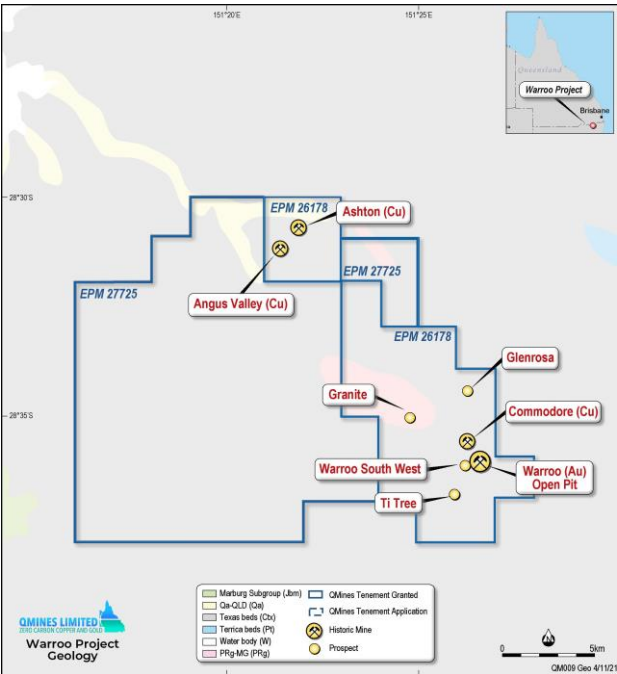 151°20'E
151°25'E
Queensland
Warroo Project
Brisbane
28°30'S
EPM 26178
Ashton (Cu)
EPM 27725
EPM 27725
Angus Valley (Cu)
EPM 26178
Glenrosa
Granite
28°35'S
Commodore (Cu)
Warroo South West
Warroo (Au)
Open Pit
Ti Tree
Marburg Subgroup (Jbm)
Qa-QLD (Qa)
Texas beds (Ctx)
Terrica beds (Pt)
Water body (W)
PRg-MG (PRg)
QMines Tenement Granted
QMines Tenement Application
Historic Mine
Prospect
QMINES LIMITED
ZERO CARBON COPPER AND GOLD
Warroo Project
Geology
0
5km
QM009 Geo 4/11/21